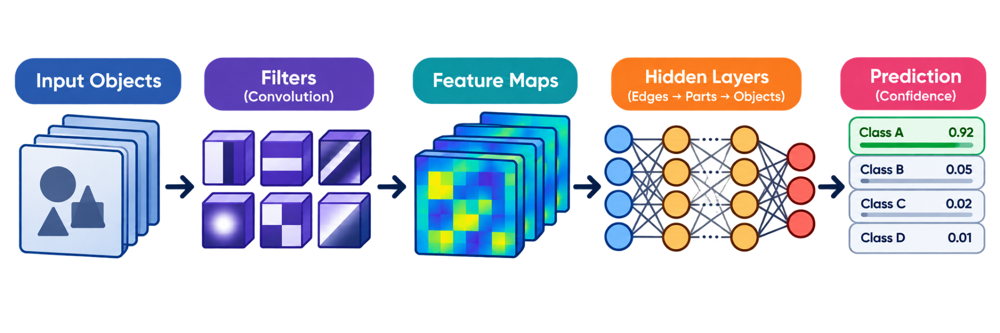 Input Objects
Filters
(Convolution)
Feature Maps
Hidden Layers
(Edges → Parts → Objects)
Prediction
(Confidence)
Class A 0.92
Class B 0.05
Class C 0.02
Class D 0.01